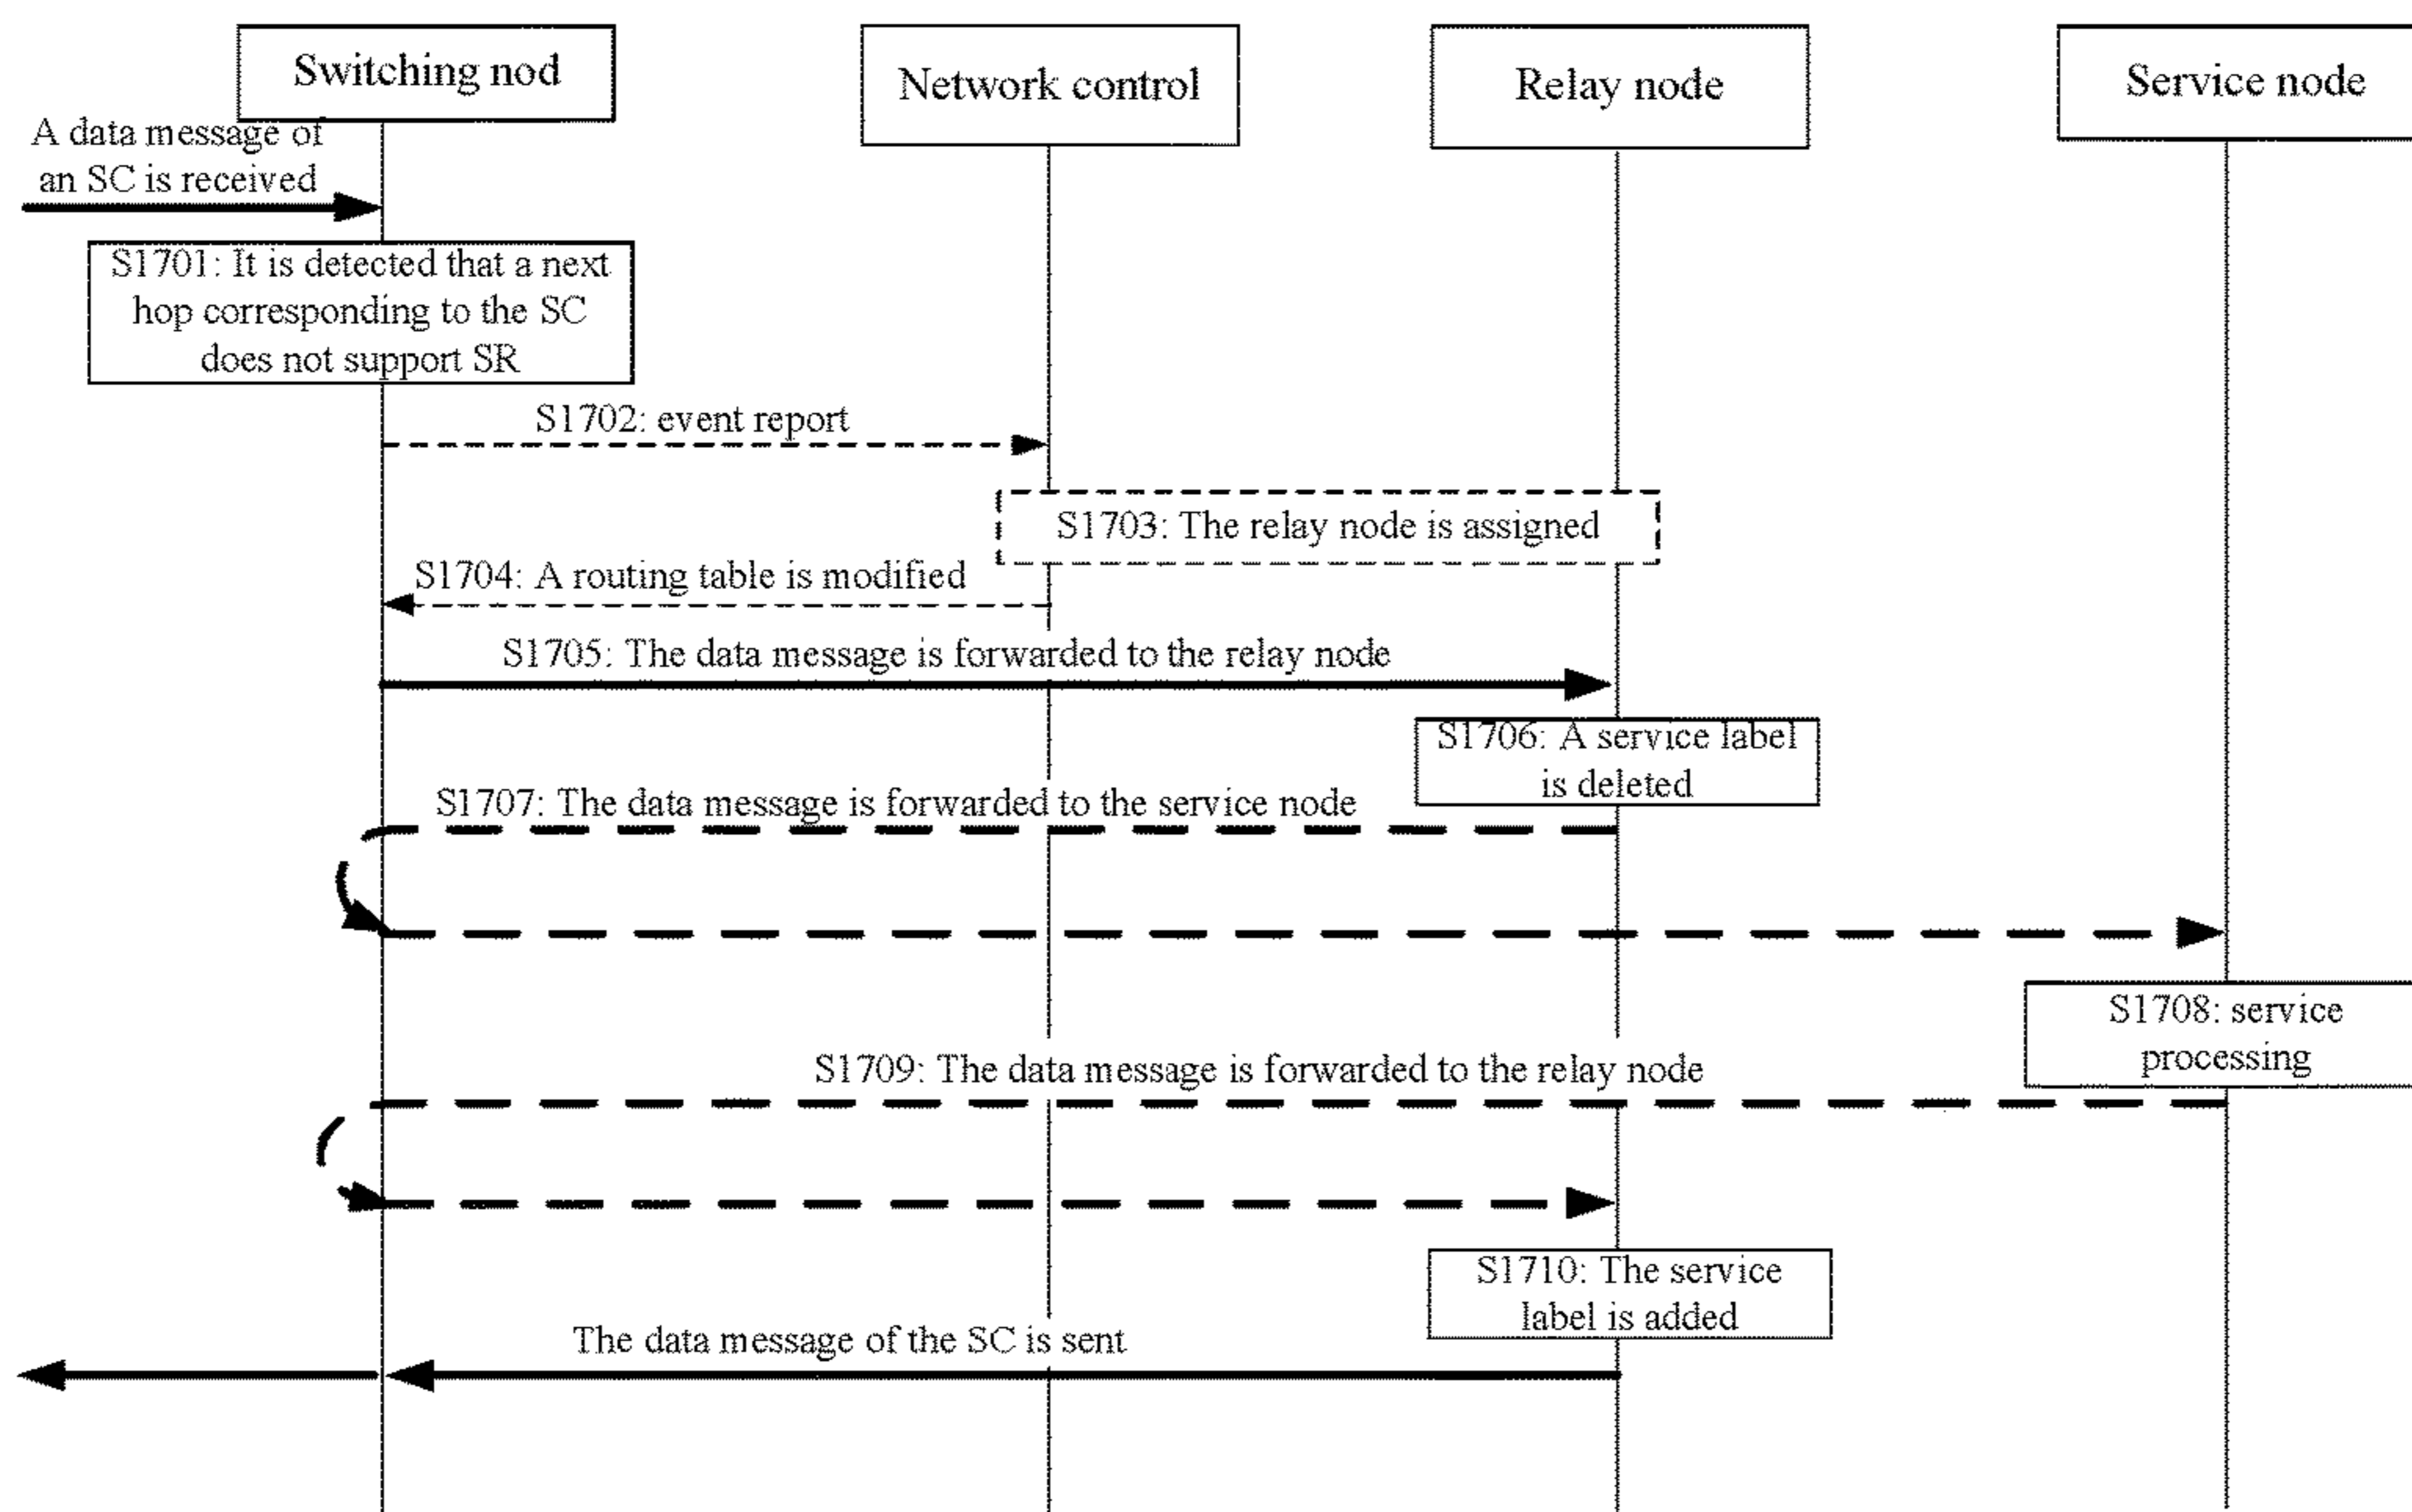 Switching nod
Network control
Relay node
Service node
A data message of
an SC is received
S1701: It is detected that a next
hop corresponding to the SC
does not support SR
S1702: event report
S1703: The relay node is assigned
S1704: A routing table is modified
S1705: The data message is forwarded to the relay node
S1706: A service label
is deleted
S1707: The data message is forwarded to the service node
S1708: service
processing
S1709: The data message is forwarded to the relay node
S1710: The service
label is added
The data message of the SC is sent